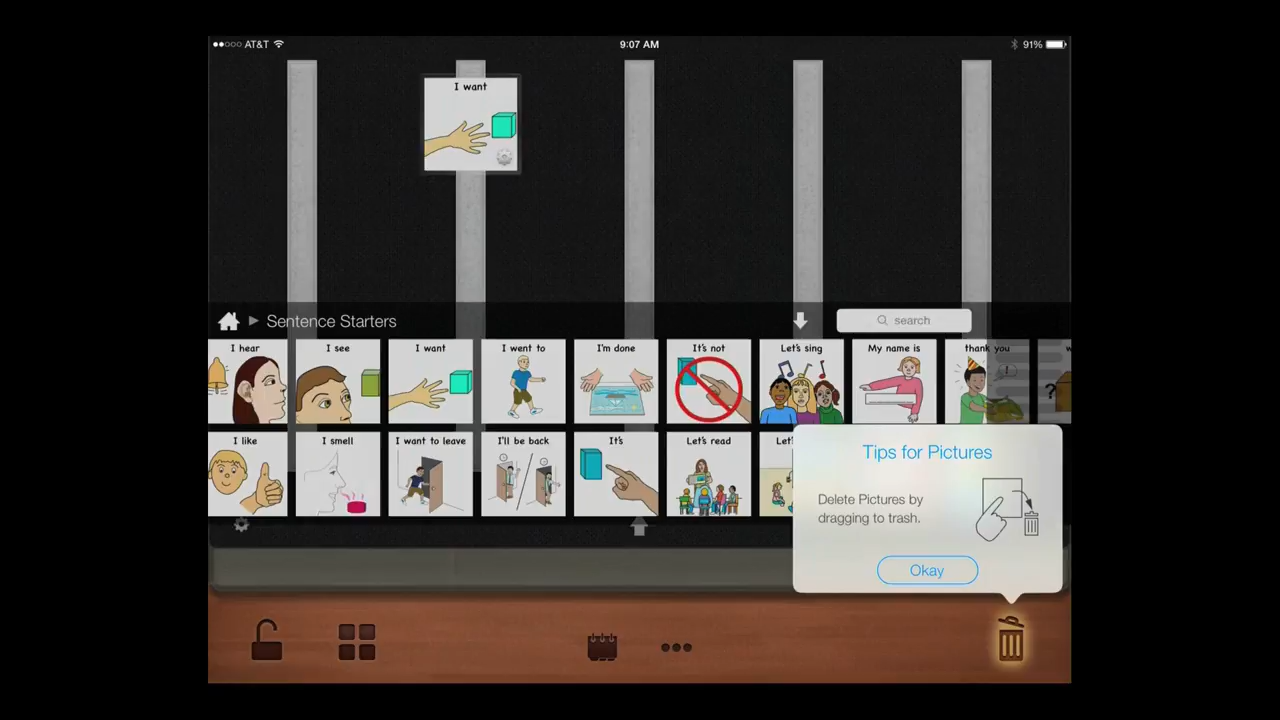 AT&T
9:07 AM
91%
I want
Sentence Starters
search
I hear
I see
I want
I went to
I'm done
It's not
Let's sing
My name is
thank you
w
I like
I smell
I want to leave
I'll be back
It's
Let's read
Let'
Tips for Pictures
Delete Pictures by
dragging to trash.
Okay